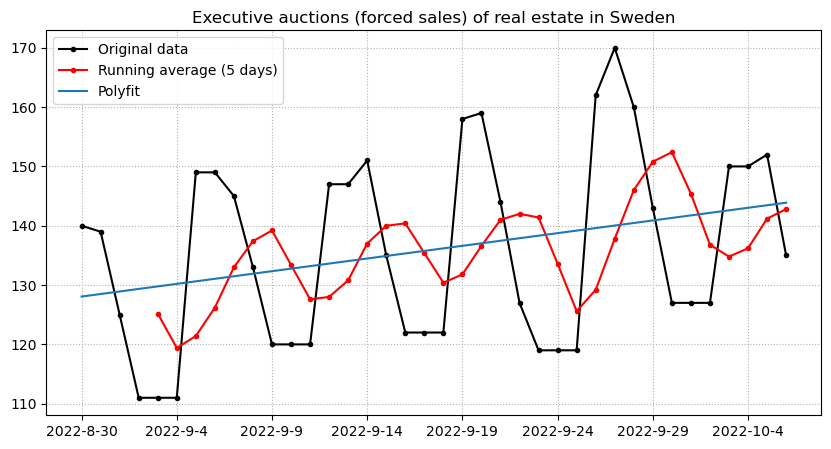 Executive auctions (forced sales) of real estate in Sweden
Original data
Running average (5 days)
Polyfit
170
160
150
140
130
120
110
2022-8-30 2022-9-4 2022-9-9 2022-9-14 2022-9-19 2022-9-24 2022-9-29 2022-10-4